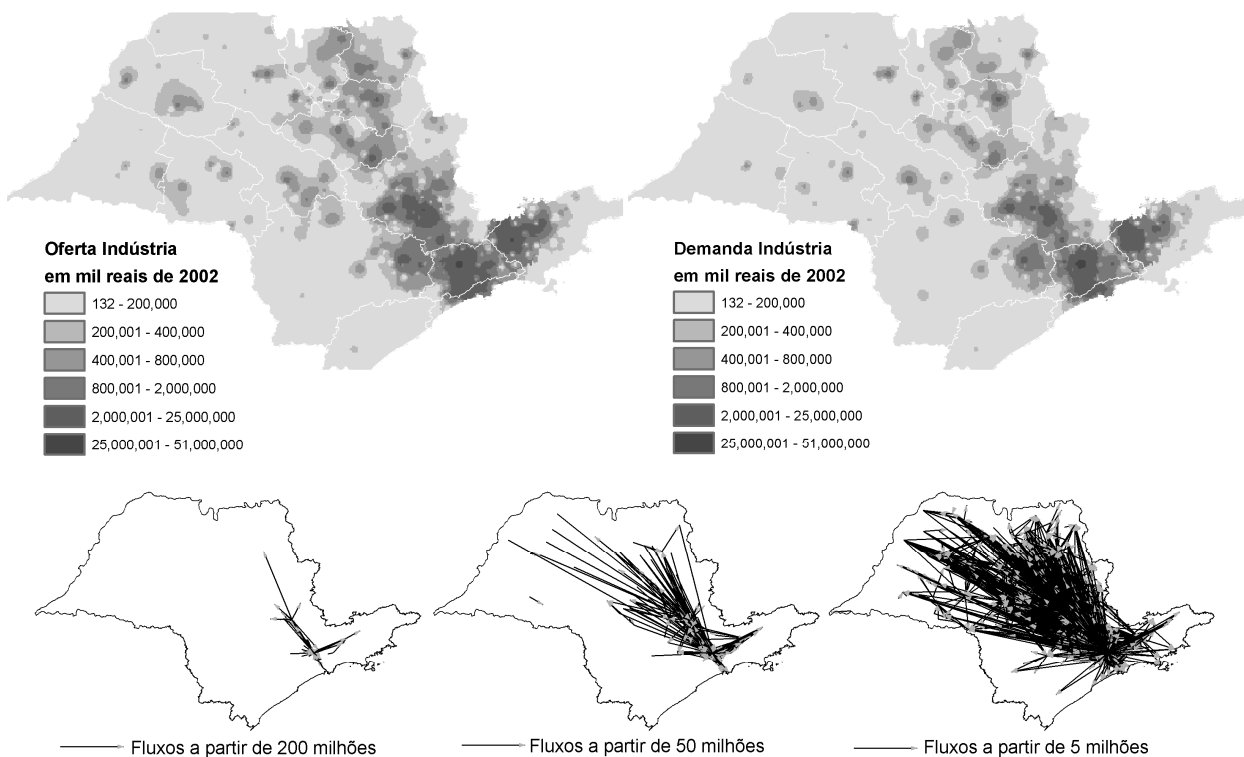 Oferta Indústria
em mil reais de 2002
132 - 200,000
200,001 - 400,000
400,001 - 800,000
800,001 - 2,000,000
2,000,001 - 25,000,000
25,000,001 - 51,000,000
Demanda Indústria
em mil reais de 2002
132 - 200,000
200,001 - 400,000
400,001 - 800,000
800,001 - 2,000,000
2,000,001 - 25,000,000
25,000,001 - 51,000,000
Fluxos a partir de 200 milhões
Fluxos a partir de 50 milhões
Fluxos a partir de 5 milhões